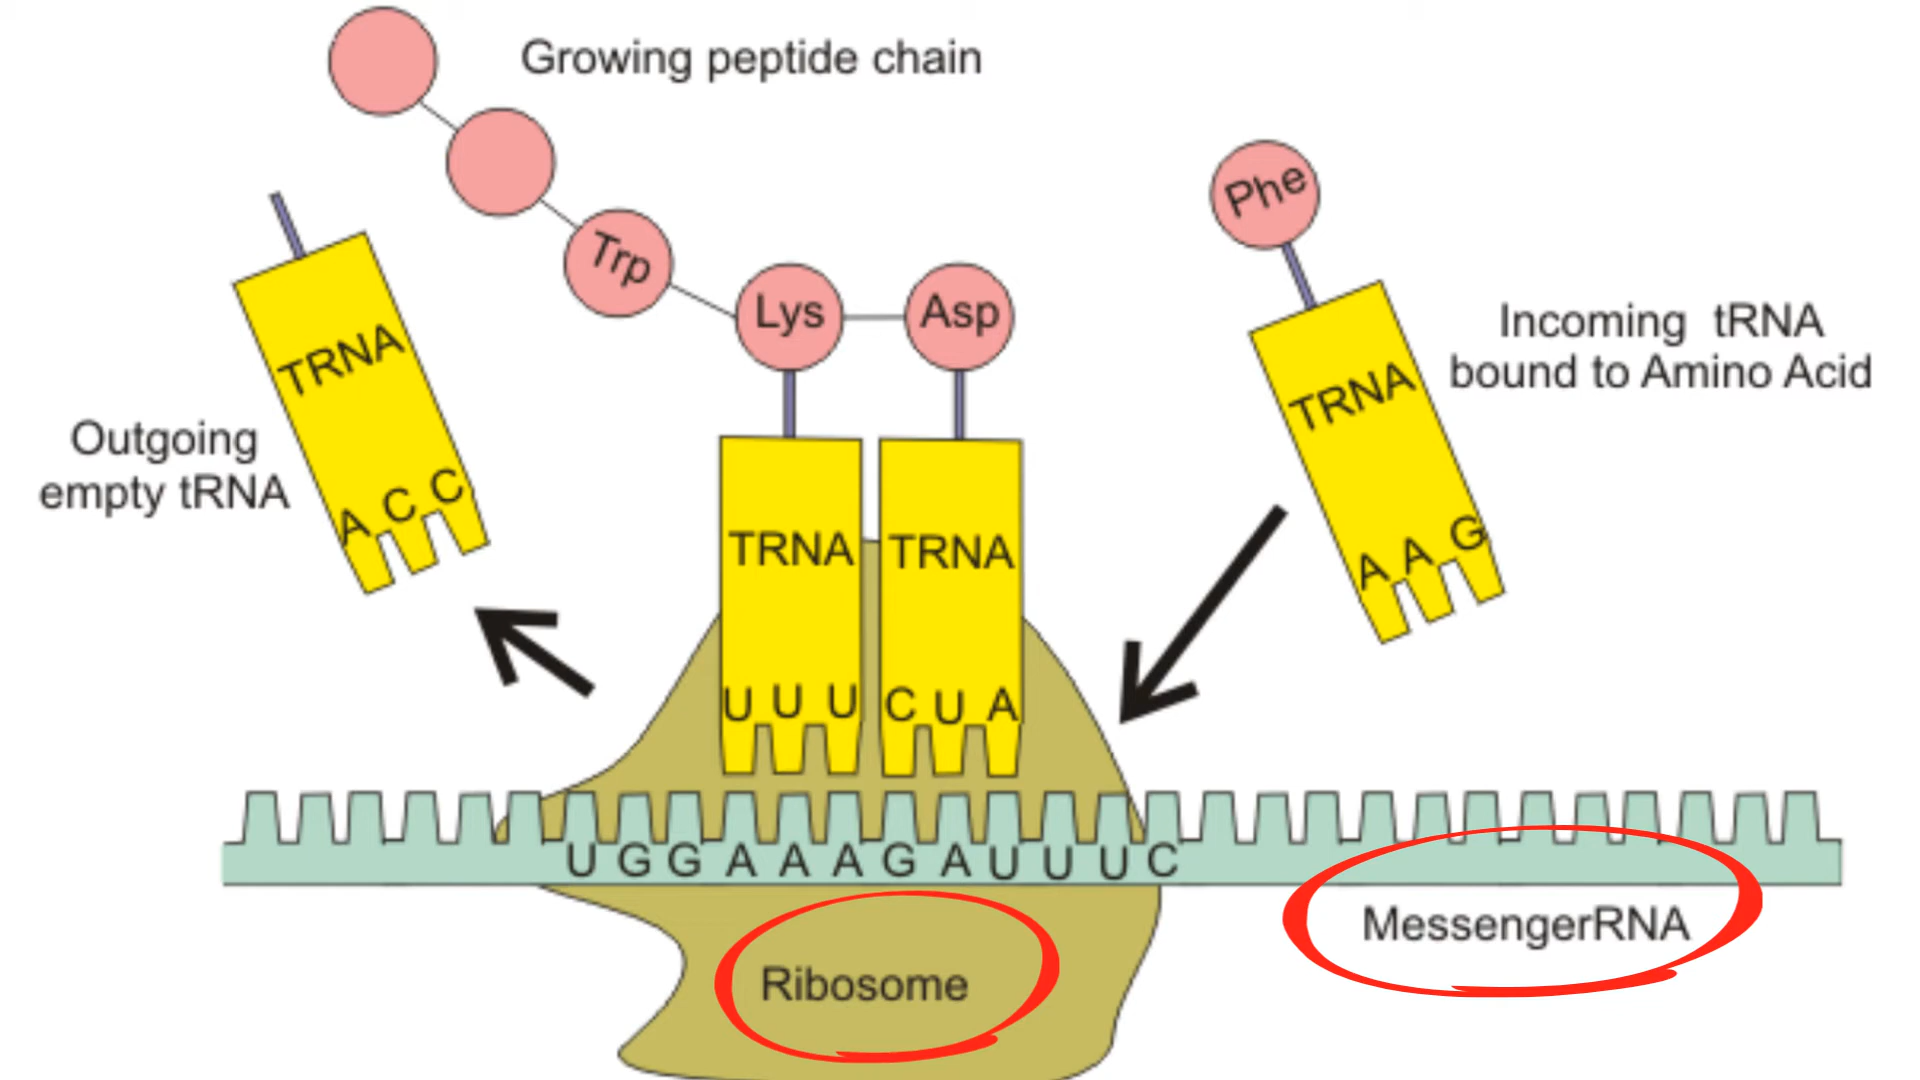 Growing peptide chain
Phe
Trp
Lys
Asp
Incoming tRNA
bound to Amino Acid
TRNA
TRNA
Outgoing
empty tRNA
A C C
A A G
TRNA
TRNA
U U U
C U A
U G G A A A G A U U U C
MessengerRNA
Ribosome